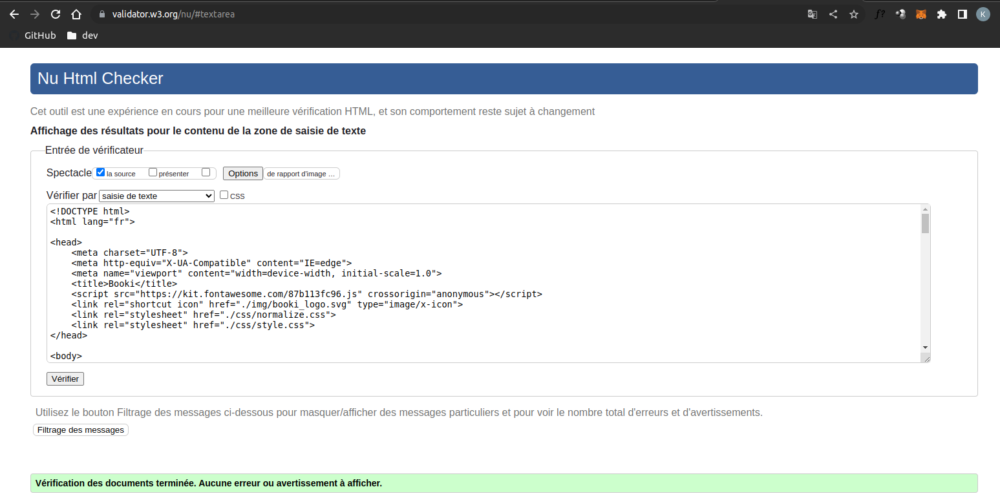 validator.w3.org/nu/#textarea
f?
K
GitHub dev
Nu Html Checker
Cet outil est une expérience en cours pour une meilleure vérification HTML, et son comportement reste sujet à changement
Affichage des résultats pour le contenu de la zone de saisie de texte
Entrée de vérificateur
Spectacle la source présenter Options de rapport d'image ...
Vérifier par saisie de texte CSS
<!DOCTYPE html>
<html lang="fr">
<head>
<meta charset="UTF-8">
<meta http-equiv="X-UA-Compatible" content="IE=edge">
<meta name="viewport" content="width=device-width, initial-scale=1.0">
<title>Booki</title>
<script src="https://kit.fontawesome.com/87b113fc96.js" crossorigin="anonymous"></script>
<link rel="shortcut icon" href="./img/booki_logo.svg" type="image/x-icon">
<link rel="stylesheet" href="./css/normalize.css">
<link rel="stylesheet" href="./css/style.css">
</head>
<body>
Vérifier
Utilisez le bouton Filtrage des messages ci-dessous pour masquer/afficher des messages particuliers et pour voir le nombre total d'erreurs et d'avertissements.
Filtrage des messages
Vérification des documents terminée. Aucune erreur ou avertissement à afficher.